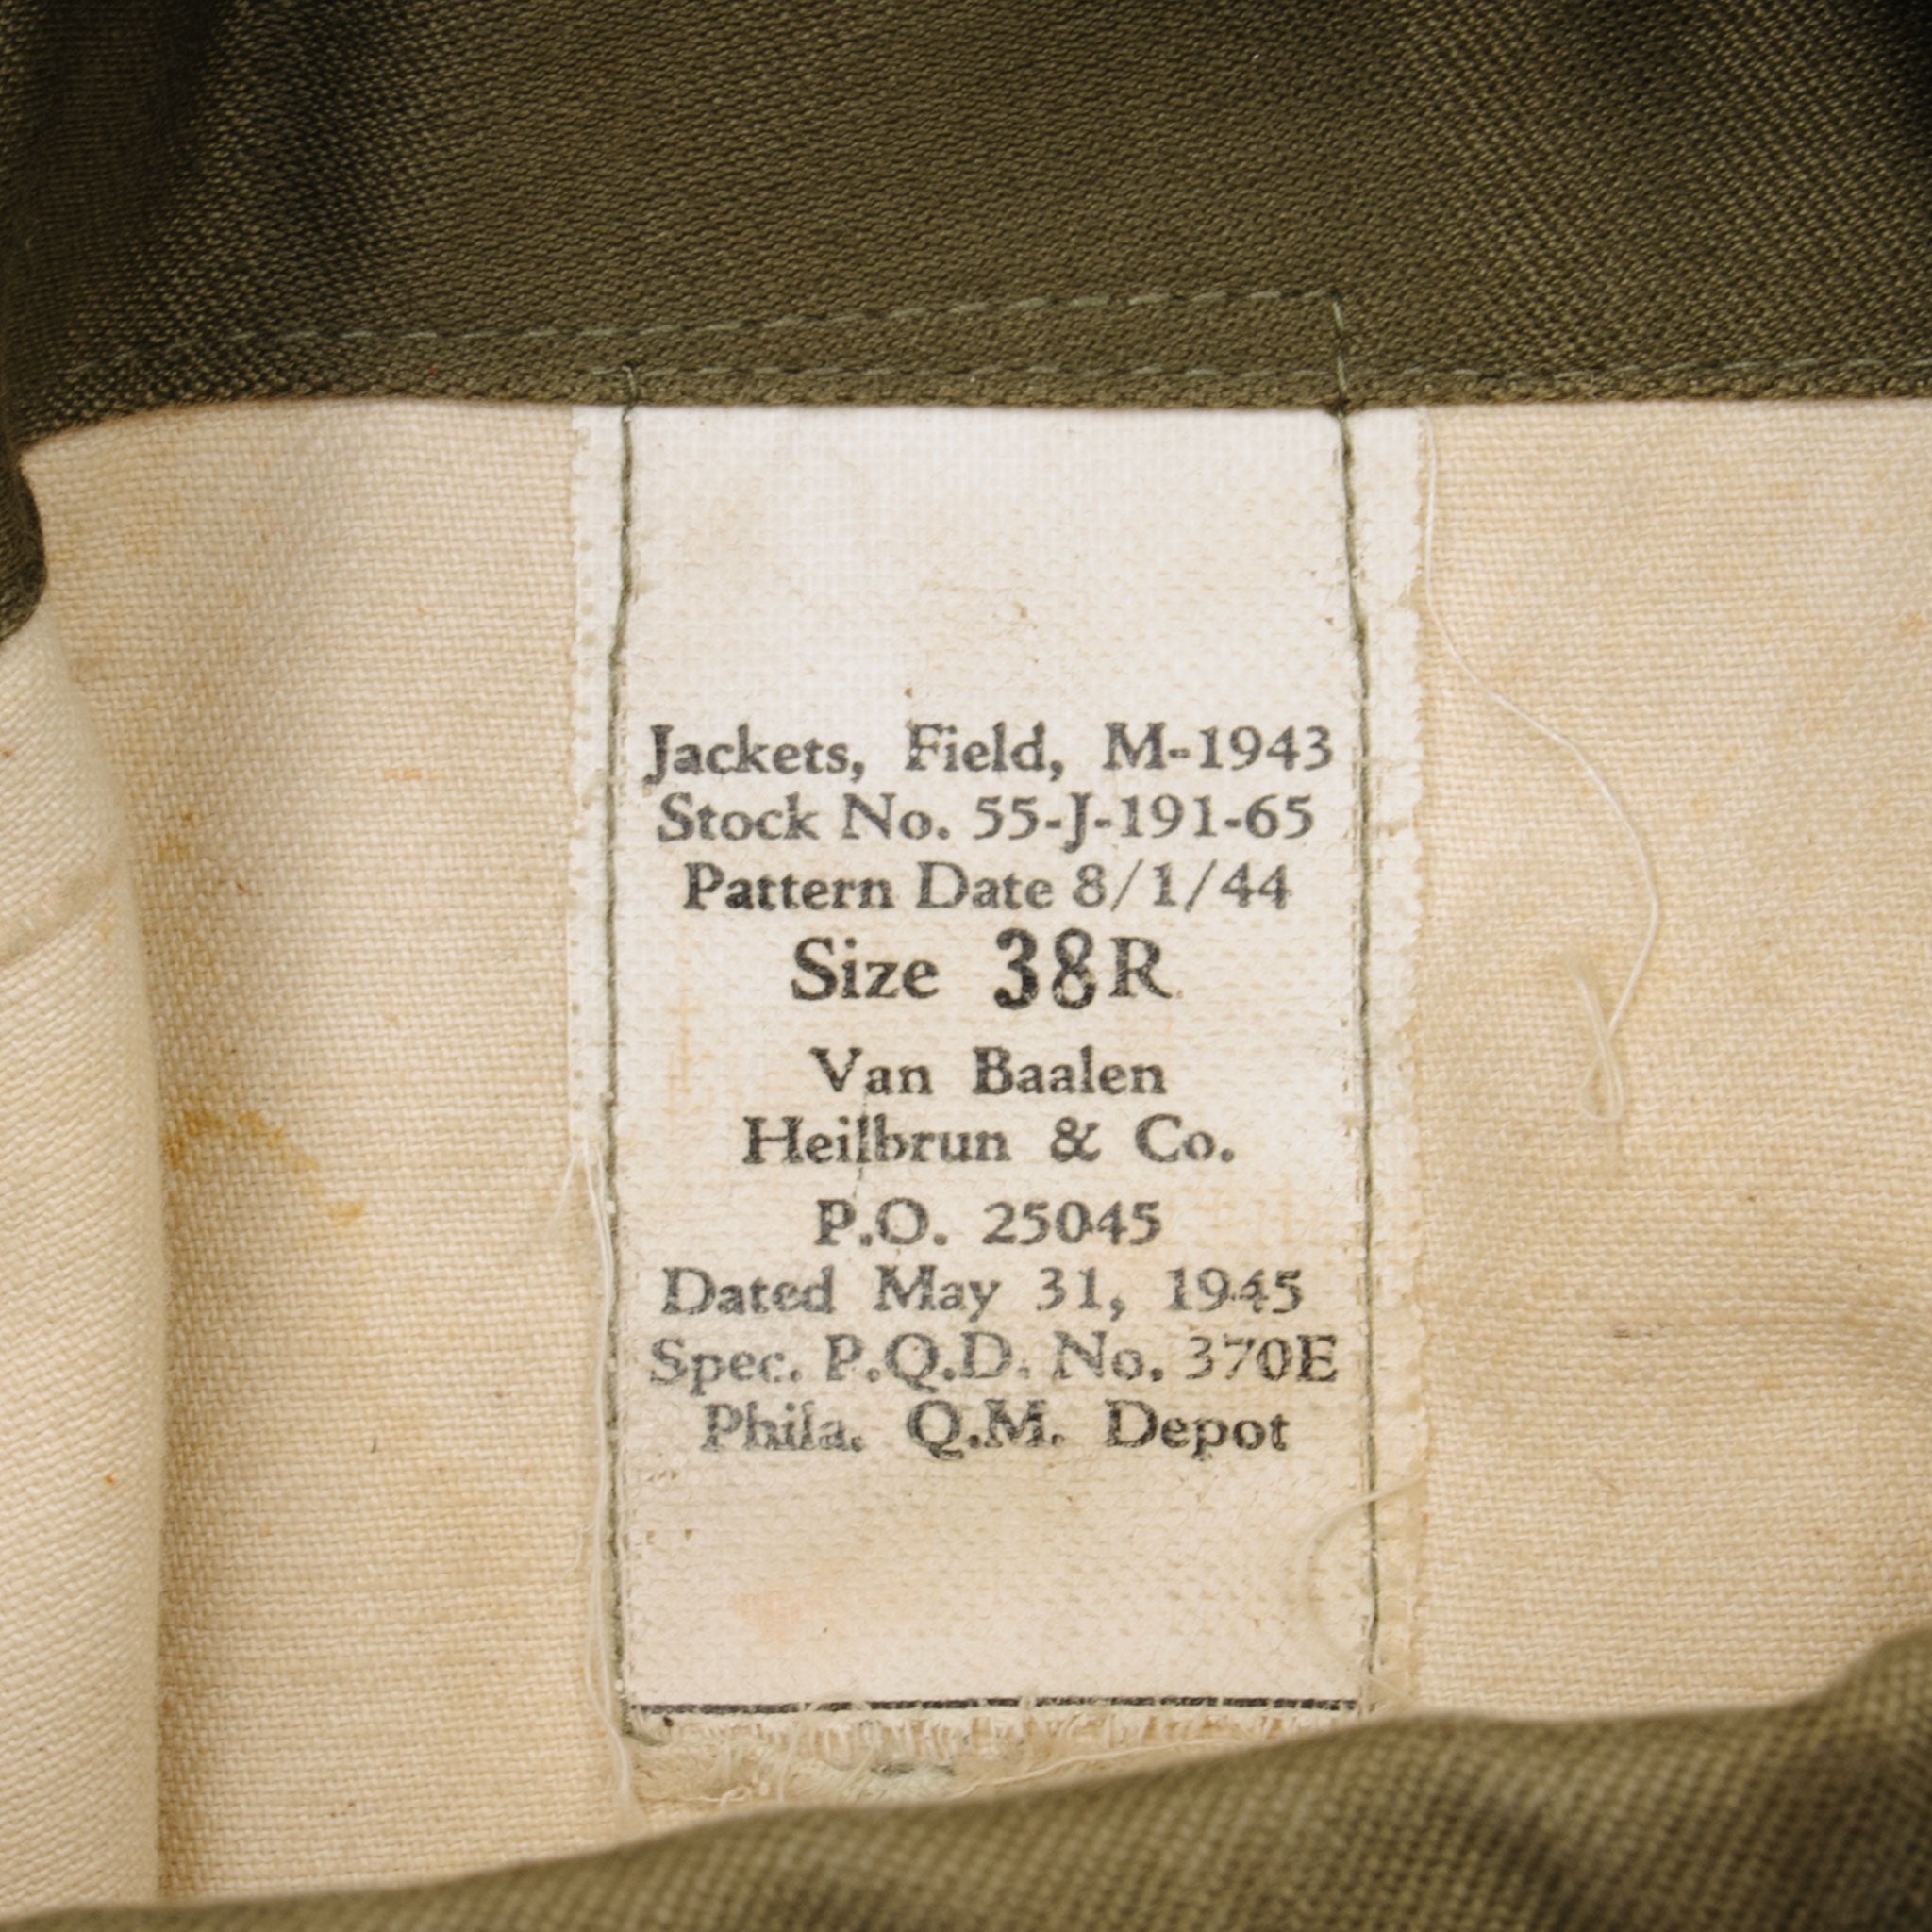 Jackets, Field, M-1943
Stock No. 55-J-191-65
Pattern Date 8/1/44
Size 38R
Van Baalen
Heilbrun & Co.
P.O. 25045
Dated May 31, 1945
Spec. P.Q.D. No. 370E
Phila. Q.M. Depot